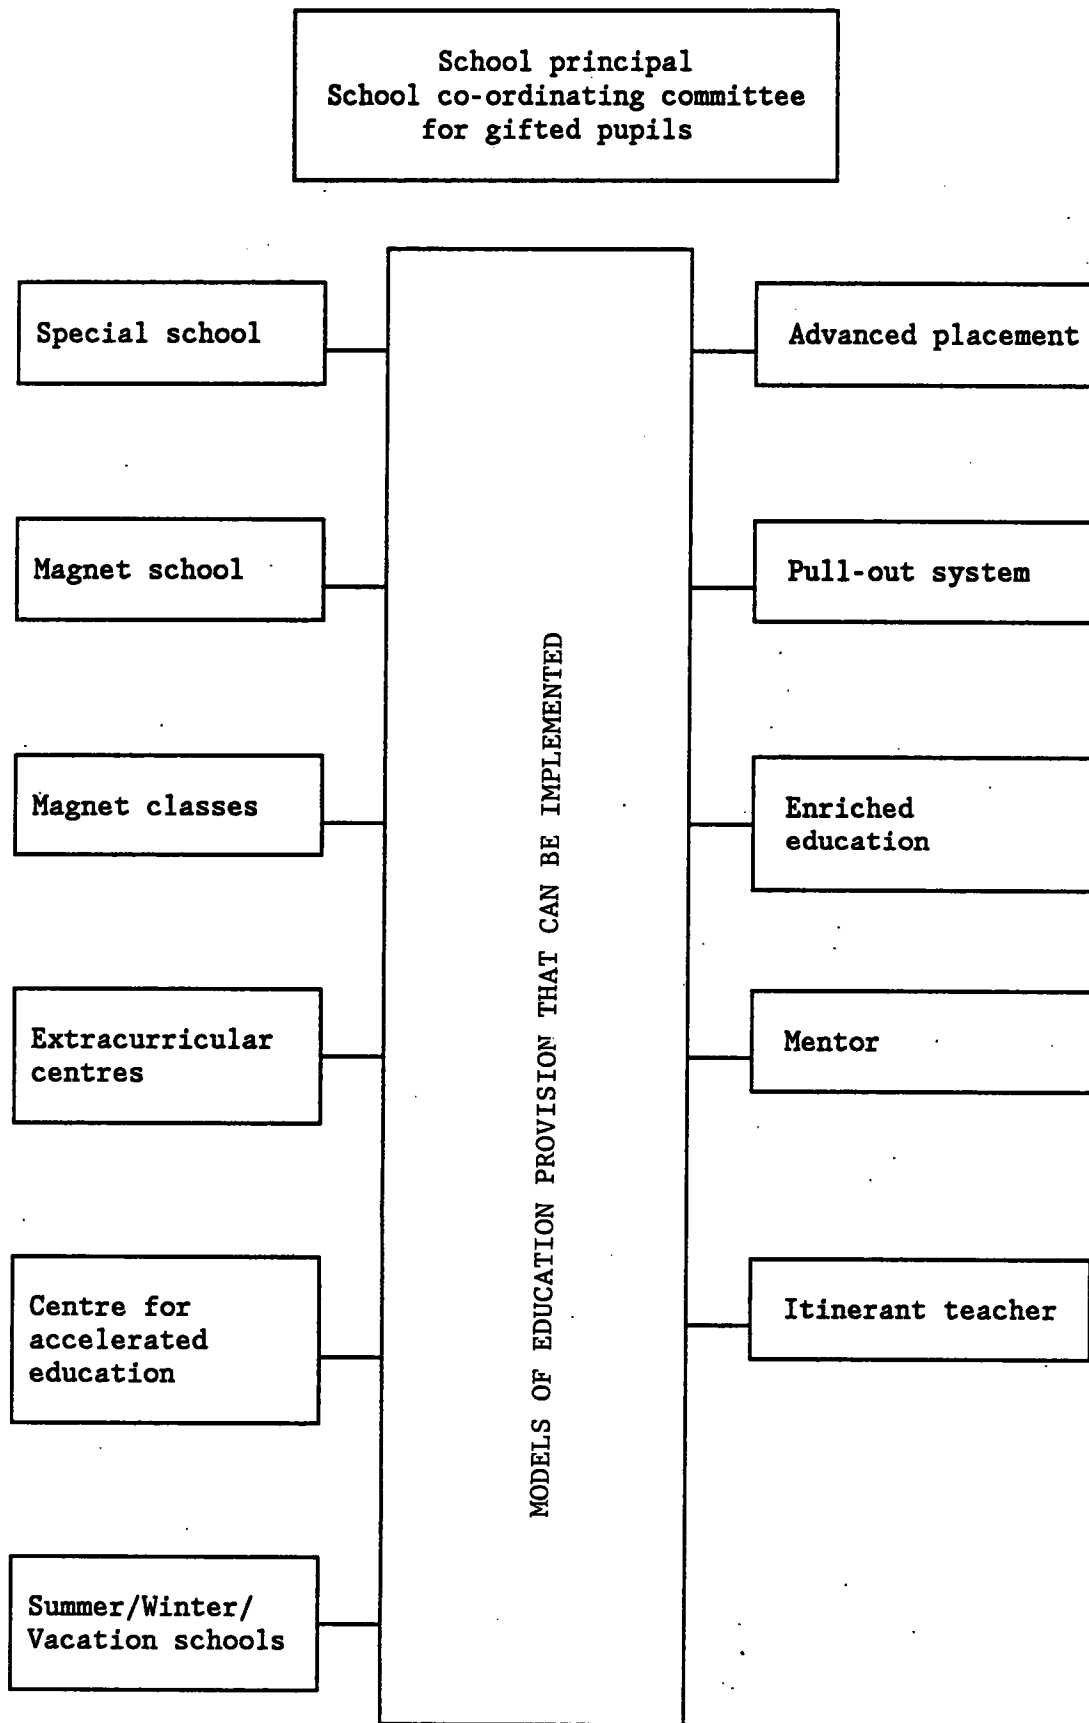 School principal
School co-ordinating committee
for gifted pupils
Special school
Magnet school
Magnet classes
Extracurricular
centres
Centre for
accelerated
education
Summer/Winter/
Vacation schools
MODELS OF EDUCATION PROVISION THAT CAN BE IMPLEMENTED
Advanced placement
Pull-out system
Enriched
education
Mentor
Itinerant teacher